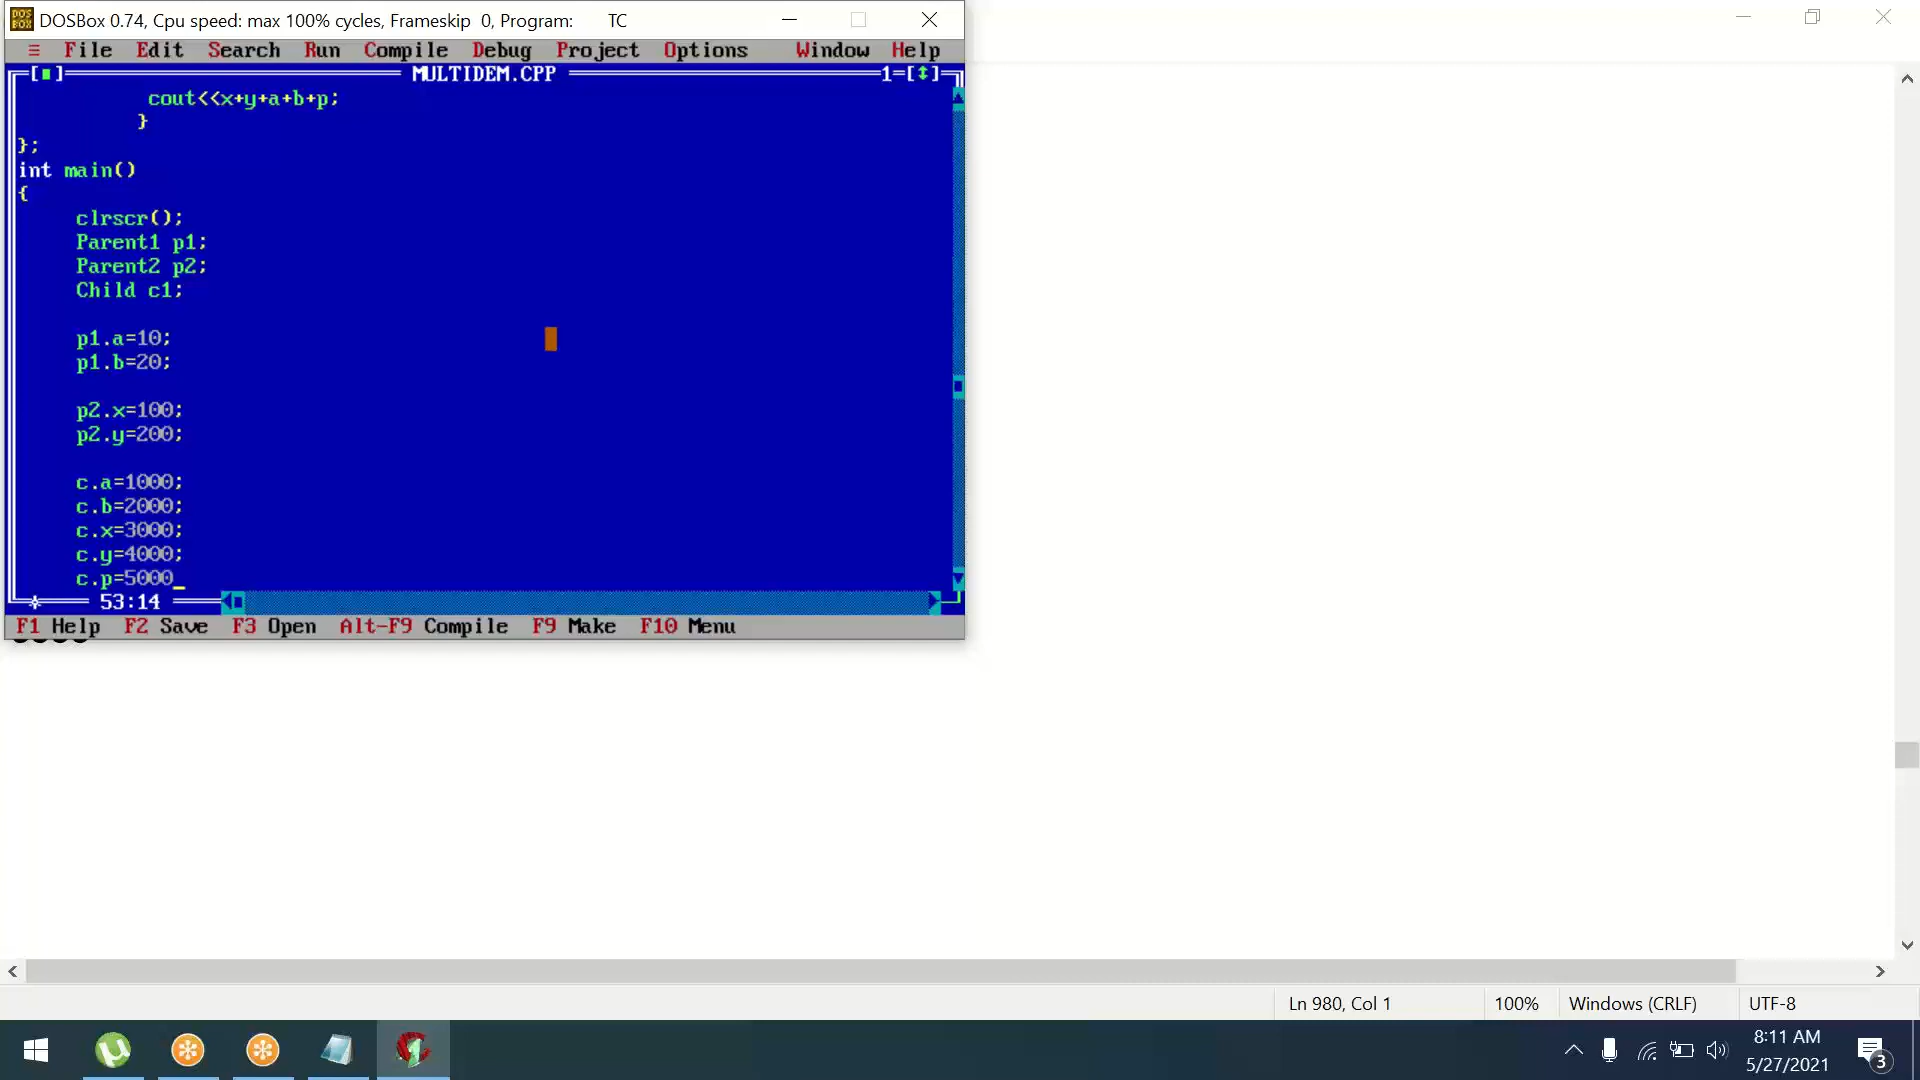 DOSBox 0.74, Cpu speed: max 100% cycles, Frameskip 0, Program: TC
≡ File Edit Search Run Compile Debug Project Options Window Help
MULTIDEM.CPP 1
cout<<x+y+a+b+p;
}
};
int main()
{
clrscr();
Parent1 p1;
Parent2 p2;
Child c1;
p1.a=10;
p1.b=20;
p2.x=100;
p2.y=200;
c.a=1000;
c.b=2000;
c.x=3000;
c.y=4000;
c.p=5000_
53:14
F1 Help F2 Save F3 Open Alt-F9 Compile F9 Make F10 Menu
Ln 980, Col 1 100% Windows (CRLF) UTF-8
8:11 AM
5/27/2021
3